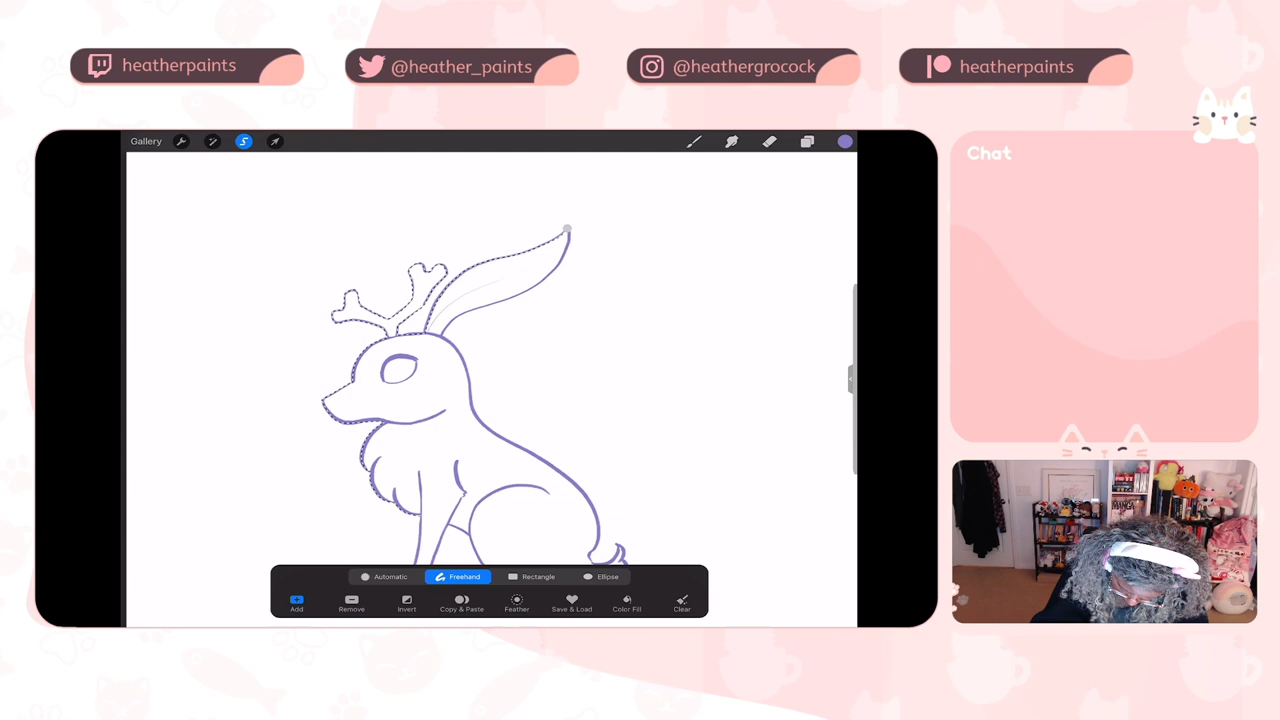 heatherpaints
@heather_paints
@heathergrocock
heatherpaints
Gallery
Chat
Automatic
Freehand
Rectangle
Ellipse
Add
Remove
Invert
Copy & Paste
Feather
Save & Load
Color Fill
Clear